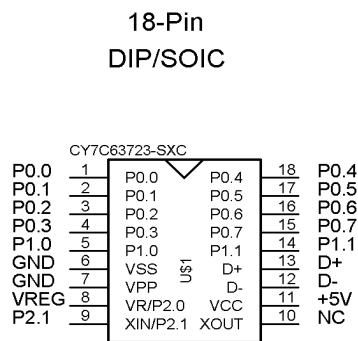 18-Pin
DIP/SOIC
CY7C63723-SXC
P0.0 1 P0.0 P0.4 18 P0.4
P0.1 2 P0.1 P0.5 17 P0.5
P0.2 3 P0.2 P0.6 16 P0.6
P0.3 4 P0.3 P0.7 15 P0.7
P1.0 5 P1.0 P1.1 14 P1.1
GND 6 VSS D+ 13 D+
GND 7 VPP D- 12 D-
VREG 8 VR/P2.0 VCC 11 +5V
P2.1 9 XIN/P2.1 XOUT 10 NC
U$1